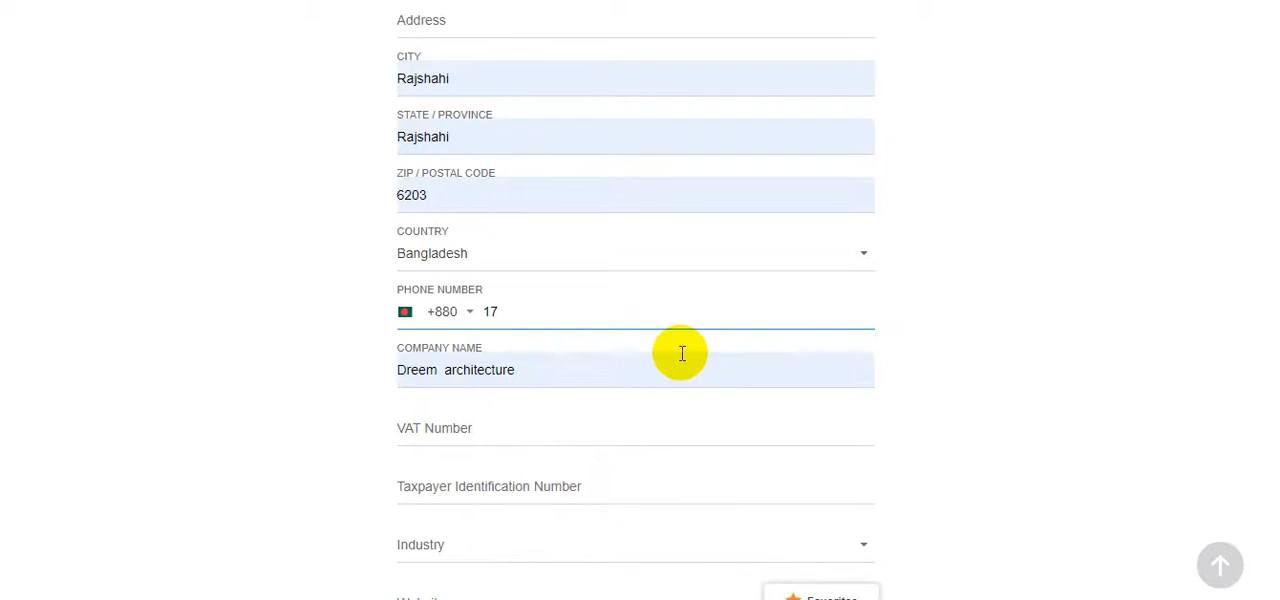 Address
CITY
Rajshahi
STATE / PROVINCE
Rajshahi
ZIP / POSTAL CODE
6203
COUNTRY
Bangladesh
PHONE NUMBER
+880 17
COMPANY NAME
Dreem architecture
VAT Number
Taxpayer Identification Number
Industry